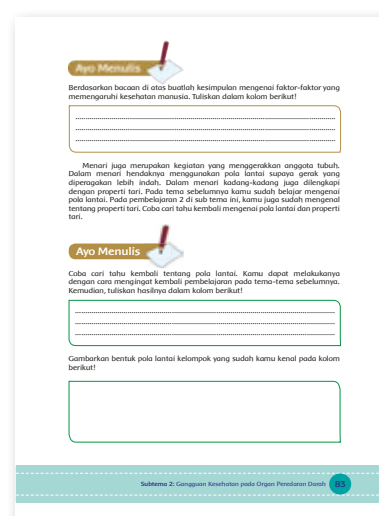 Ayo Menulis
Berdasarkan bacaan di atas buatlah kesimpulan mengenai faktor-faktor yang
memengaruhi kesehatan manusia. Tuliskan dalam kolom berikut!
Menari juga merupakan kegiatan yang menggerakkan anggota tubuh.
Dalam menari hendaknya menggunakan pola lantai supaya gerak yang
diperagakan lebih indah. Dalam menari kadang-kadang juga dilengkapi
dengan properti tari. Pada tema sebelumnya kamu sudah belajar mengenai
pola lantai. Pada pembelajaran 2 di sub tema ini, kamu juga sudah mengenal
tentang properti tari. Coba cari tahu kembali mengenai pola lantai dan properti
tari.
Ayo Menulis
Coba cari tahu kembali tentang pola lantai. Kamu dapat melakukanya
dengan cara mengingat kembali pembelajaran pada tema-tema sebelumnya.
Kemudian, tuliskan hasilnya dalam kolom berikut!
Gambarkan bentuk pola lantai kelompok yang sudah kamu kenal pada kolom
berikut!
Subtema 2: Gangguan Kesehatan pada Organ Peredaran Darah 83